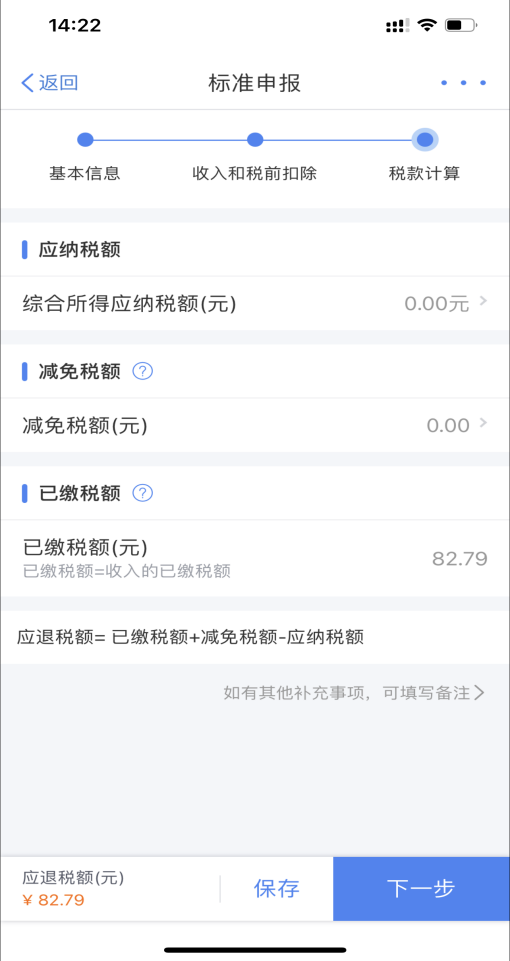 14:22
返回
标准申报
基本信息
收入和税前扣除
税款计算
应纳税额
综合所得应纳税额(元)
0.00元
减免税额 ?
减免税额(元)
0.00
已缴税额 ?
已缴税额(元)
已缴税额=收入的已缴税额
82.79
应退税额= 已缴税额+减免税额-应纳税额
如有其他补充事项，可填写备注
应退税额(元)
¥ 82.79
保存
下一步